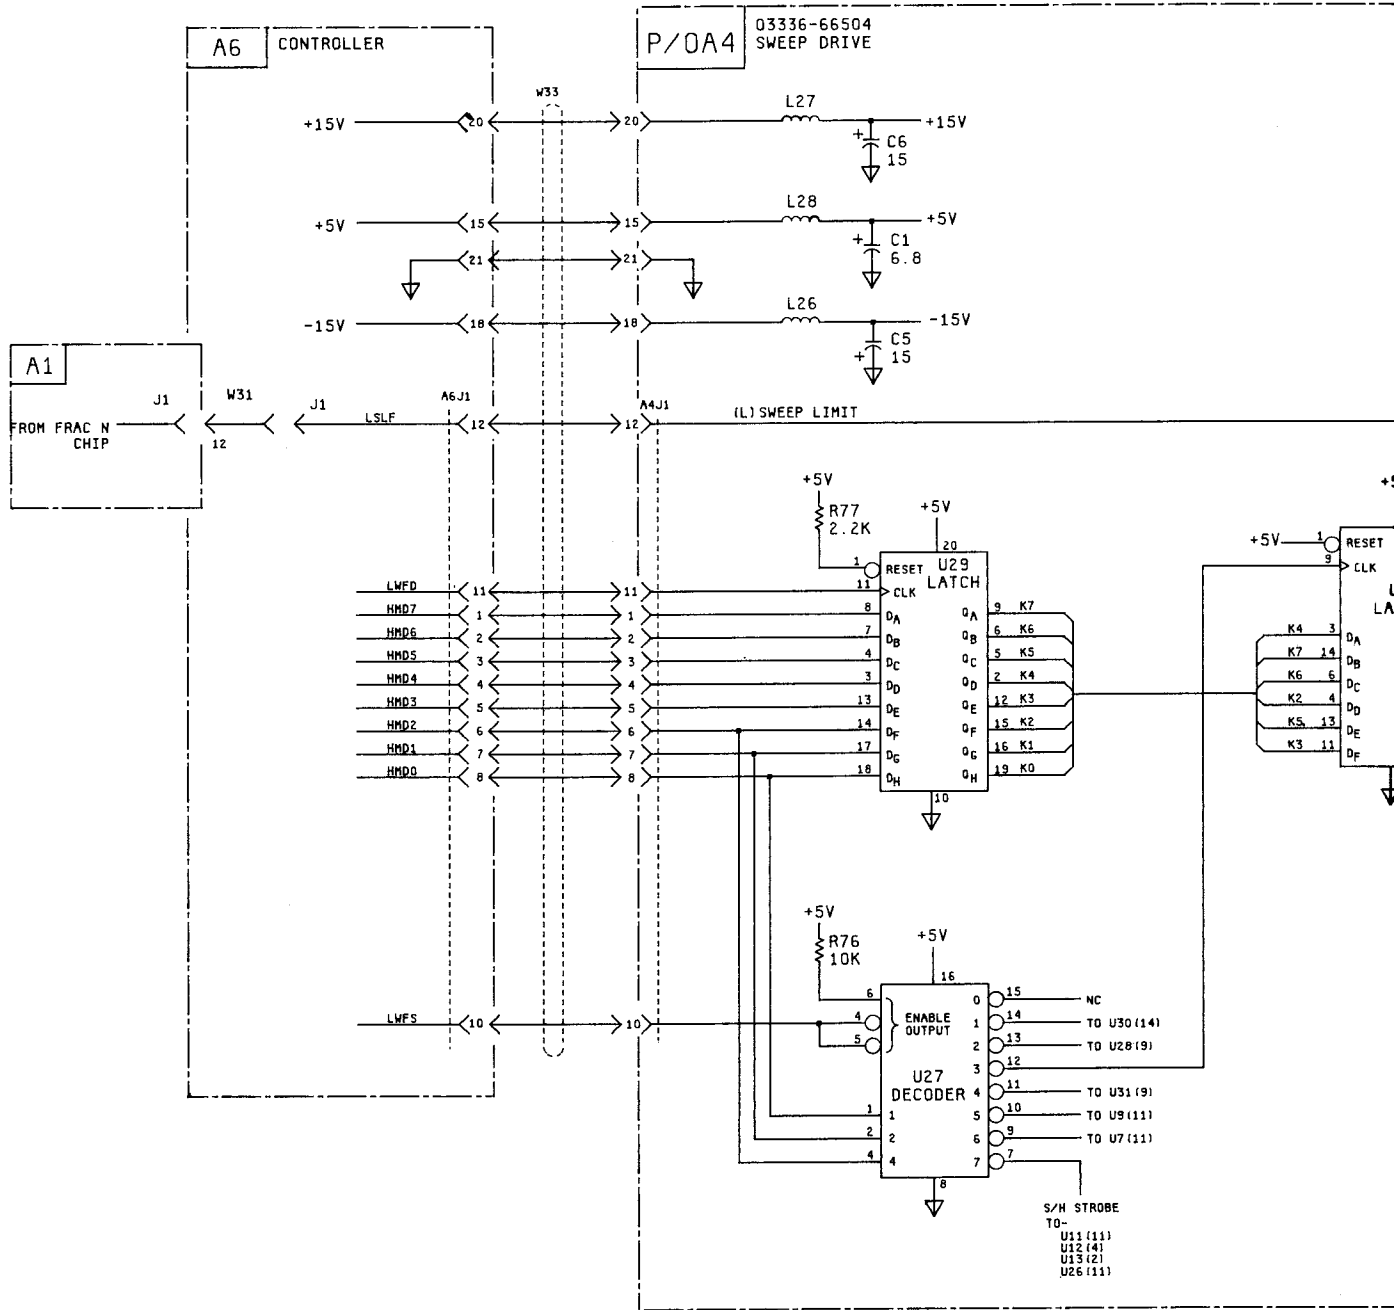 A6 CONTROLLER
P/OA4 03336-66504
SWEEP DRIVE
W33
+15V 20 20 L27 +15V
C6
15
+5V 15 15 L28 +5V
C1
6.8
21 21
-15V 18 18 L26 -15V
C5
15
A1
J1 W31 J1 LSLF A6J1 12 12 A4J1 (L) SWEEP LIMIT
FROM FRAC N
CHIP
12
+5V
R77
2.2K
+5V
20
U29
LATCH
1 RESET
LWFD 11 11 11 CLK
HMD7 1 1 8 DA QA 9 K7
HMD6 2 2 7 DB QB 6 K6
HMD5 3 3 4 DC QC 5 K5
HMD4 4 4 3 DD QD 2 K4
HMD3 5 5 13 DE QE 12 K3
HMD2 6 6 14 DF QF 15 K2
HMD1 7 7 17 DG QG 16 K1
HMD0 8 8 18 DH QH 19 K0
10
+5V 1 RESET
9 CLK
LA
K4 3 DA
K7 14 DB
K6 6 DC
K2 4 DD
K5 13 DE
K3 11 DF
+5V
R76
10K
+5V
16
LWFS 10 10
6
4
5
ENABLE
OUTPUT
U27
DECODER
1 1
2 2
4 4
8
0 15 NC
1 14 TO U30(14)
2 13 TO U28(9)
3 12
4 11 TO U31(9)
5 10 TO U9(11)
6 9 TO U7(11)
7 7
S/H STROBE
TO-
U11(11)
U12(4)
U13(2)
U26(11)